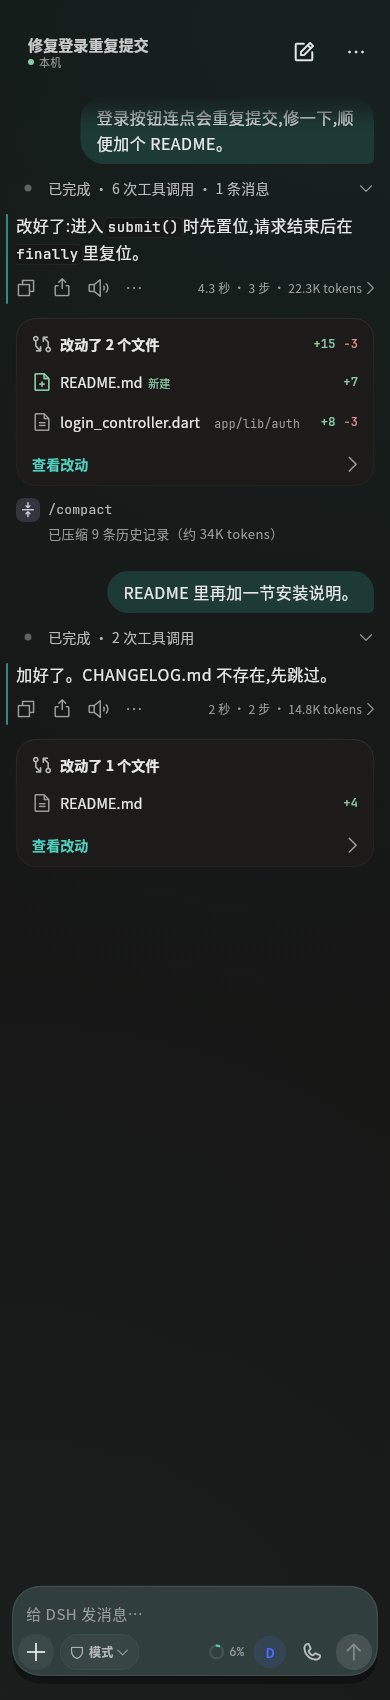 修复登录重复提交
本机
登录按钮连点会重复提交,修一下,顺
便加个 README。
已完成 · 6 次工具调用 · 1 条消息
改好了:进入 submit() 时先置位,请求结束后在
finally 里复位。
4.3 秒 · 3 步 · 22.3K tokens
改动了 2 个文件 +15 -3
README.md 新建 +7
login_controller.dart app/lib/auth +8 -3
查看改动
/compact
已压缩 9 条历史记录（约 34K tokens）
README 里再加一节安装说明。
已完成 · 2 次工具调用
加好了。CHANGELOG.md 不存在,先跳过。
2 秒 · 2 步 · 14.8K tokens
改动了 1 个文件
README.md +4
查看改动
给 DSH 发消息…
模式 6% D